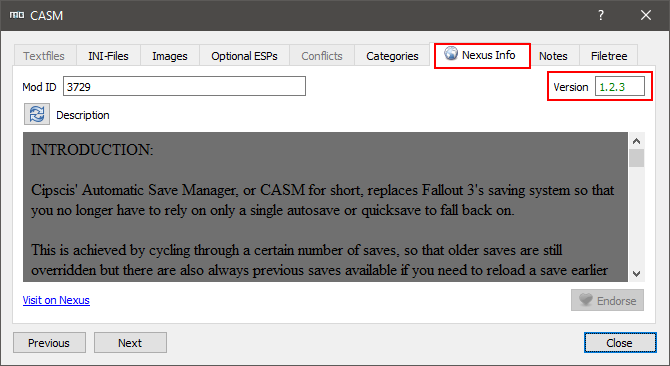 CASM
Textfiles INI-Files Images Optional ESPs Conflicts Categories Nexus Info Notes Filetree
Mod ID 3729 Version 1.2.3
Description
INTRODUCTION:
Cipscis' Automatic Save Manager, or CASM for short, replaces Fallout 3's saving system so that
you no longer have to rely on only a single autosave or quicksave to fall back on.
This is achieved by cycling through a certain number of saves, so that older saves are still
overridden but there are also always previous saves available if you need to reload a save earlier
Visit on Nexus Endorse
Previous Next Close